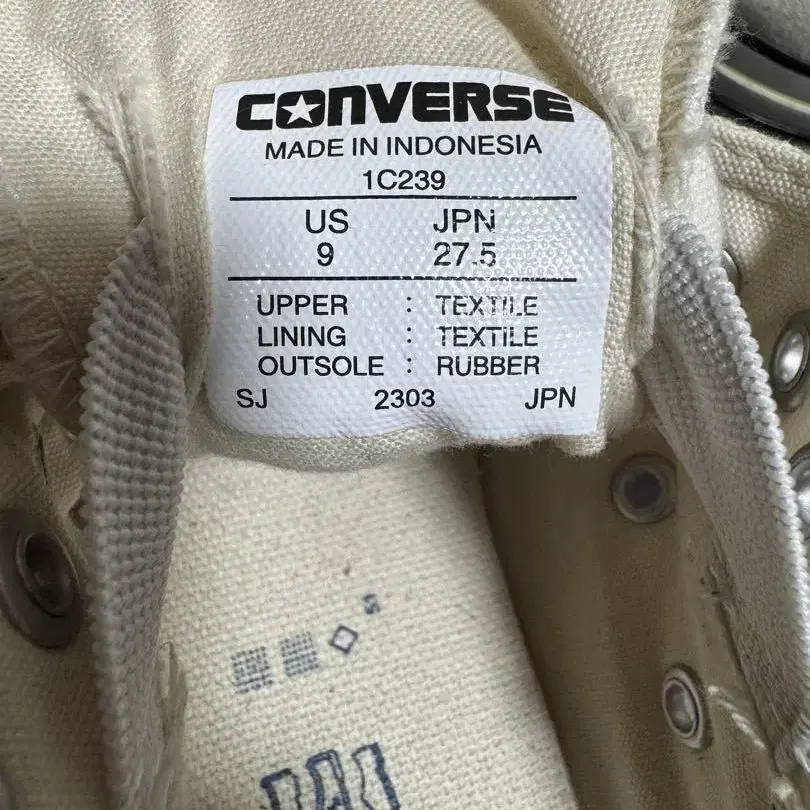 CONVERSE
MADE IN INDONESIA
1C239
US JPN
9 27.5
UPPER : TEXTILE
LINING : TEXTILE
OUTSOLE : RUBBER
SJ 2303 JPN